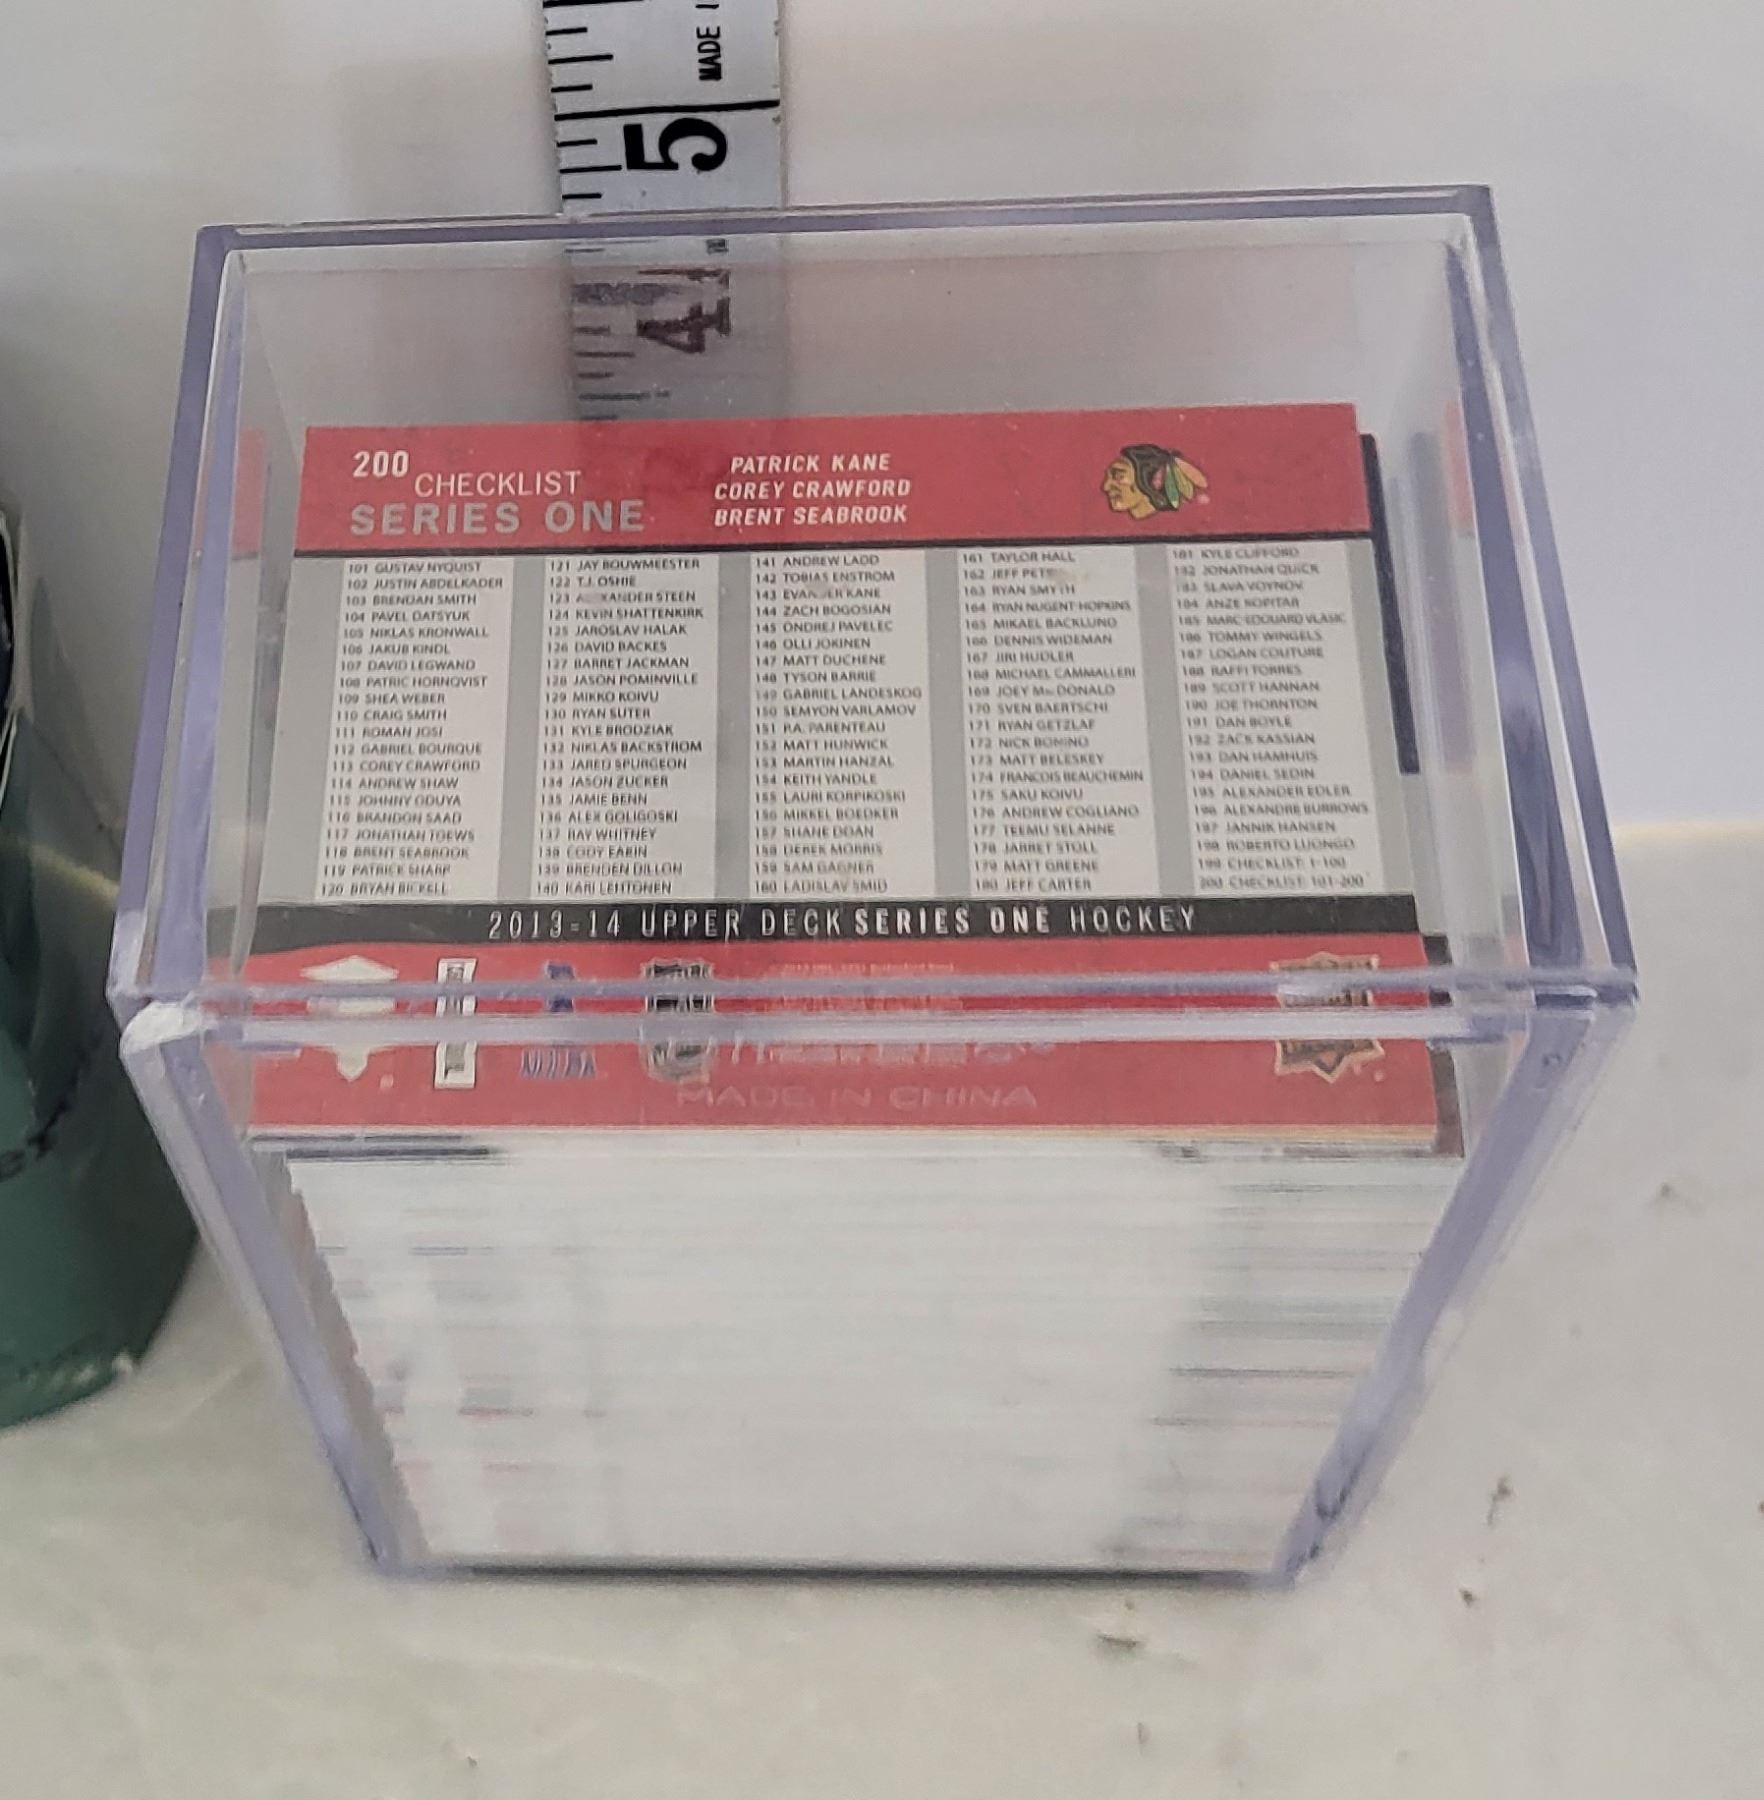 MADE I
5
4
200 CHECKLIST
SERIES ONE
PATRICK KANE
COREY CRAWFORD
BRENT SEABROOK
101 GUSTAV NYQUIST
102 JUSTIN ABDELKADER
103 BRENDAN SMITH
104 PAVEL DATSYUK
105 NIKLAS KRONWALL
106 JAKUB KINDL
107 DAVID LEGWAND
108 PATRIC HORNQVIST
109 SHEA WEBER
110 CRAIG SMITH
111 ROMAN JOSI
112 GABRIEL BOURQUE
113 COREY CRAWFORD
114 ANDREW SHAW
115 JOHNNY ODUYA
116 BRANDON SAAD
117 JONATHAN TOEWS
118 BRENT SEABROOK
119 PATRICK SHARP
120 BRYAN BICKELL
121 JAY BOUWMEESTER
122 T.J. OSHIE
123 A XANDER STEEN
124 KEVIN SHATTENKIRK
125 JAROSLAV HALAK
126 DAVID BACKES
127 BARRET JACKMAN
128 JASON POMINVILLE
129 MIKKO KOIVU
130 RYAN SUTER
131 KYLE BRODZIAK
132 NIKLAS BACKSTROM
133 JARED SPURGEON
134 JASON ZUCKER
135 JAMIE BENN
136 ALEX GOLIGOSKI
137 RAY WHITNEY
138 CODY EAKIN
139 BRENDEN DILLON
140 KARI LEHTONEN
141 ANDREW LADD
142 TOBIAS ENSTROM
143 EVANDER KANE
144 ZACH BOGOSIAN
145 ONDREJ PAVELEC
146 OLLI JOKINEN
147 MATT DUCHENE
148 TYSON BARRIE
149 GABRIEL LANDESKOG
150 SEMYON VARLAMOV
151 P.A. PARENTEAU
152 MATT HUNWICK
153 MARTIN HANZAL
154 KEITH YANDLE
155 LAURI KORPIKOSKI
156 MIKKEL BOEDKER
157 SHANE DOAN
158 DEREK MORRIS
159 SAM GAGNER
160 LADISLAV SMID
161 TAYLOR HALL
162 JEFF PET
163 RYAN SMYTH
164 RYAN NUGENT-HOPKINS
165 MIKAEL BACKLUND
166 DENNIS WIDEMAN
167 JIRI HUDLER
168 MICHAEL CAMMALLERI
169 JOEY MacDONALD
170 SVEN BAERTSCHI
171 RYAN GETZLAF
172 NICK BONINO
173 MATT BELESKEY
174 FRANCOIS BEAUCHEMIN
175 SAKU KOIVU
176 ANDREW COGLIANO
177 TEEMU SELANNE
178 JARRET STOLL
179 MATT GREENE
180 JEFF CARTER
181 KYLE CLIFFORD
182 JONATHAN QUICK
183 SLAVA VOYNOV
184 ANZE KOPITAR
185 MARC-EDOUARD VLASIC
186 TOMMY WINGELS
187 LOGAN COUTURE
188 RAFFI TORRES
189 SCOTT HANNAN
190 JOE THORNTON
191 DAN BOYLE
192 ZACK KASSIAN
193 DAN HAMHUIS
194 DANIEL SEDIN
195 ALEXANDER EDLER
196 ALEXANDRE BURROWS
197 JANNIK HANSEN
198 ROBERTO LUONGO
199 CHECKLIST: 1-100
200 CHECKLIST: 101-200
2013-14 UPPER DECK SERIES ONE HOCKEY
MADE IN CHINA